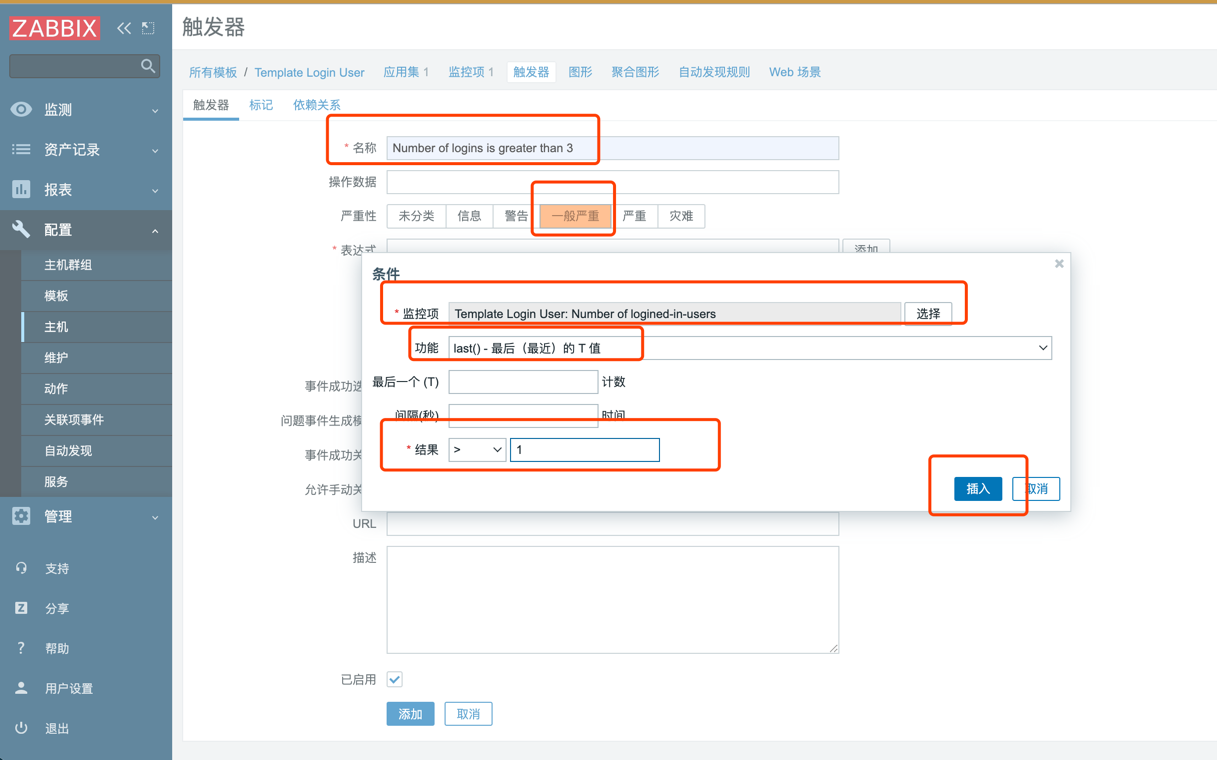 ZABBIX
触发器
所有模板 / Template Login User 应用集 1 监控项 1 触发器 图形 聚合图形 自动发现规则 Web 场景
触发器 标记 依赖关系
监测
资产记录
报表
配置
主机群组
模板
主机
维护
动作
关联项事件
自动发现
服务
管理
支持
分享
帮助
用户设置
退出
* 名称 Number of logins is greater than 3
操作数据
严重性 未分类 信息 警告 一般严重 严重 灾难
* 表达式 添加
条件
* 监控项 Template Login User: Number of logined-in-users 选择
功能 last() - 最后（最近）的 T 值
最后一个 (T) 计数
间隔(秒) 时间
* 结果 > 1
插入 取消
事件成功迭
问题事件生成模
事件成功关
允许手动关
URL
描述
已启用
添加 取消